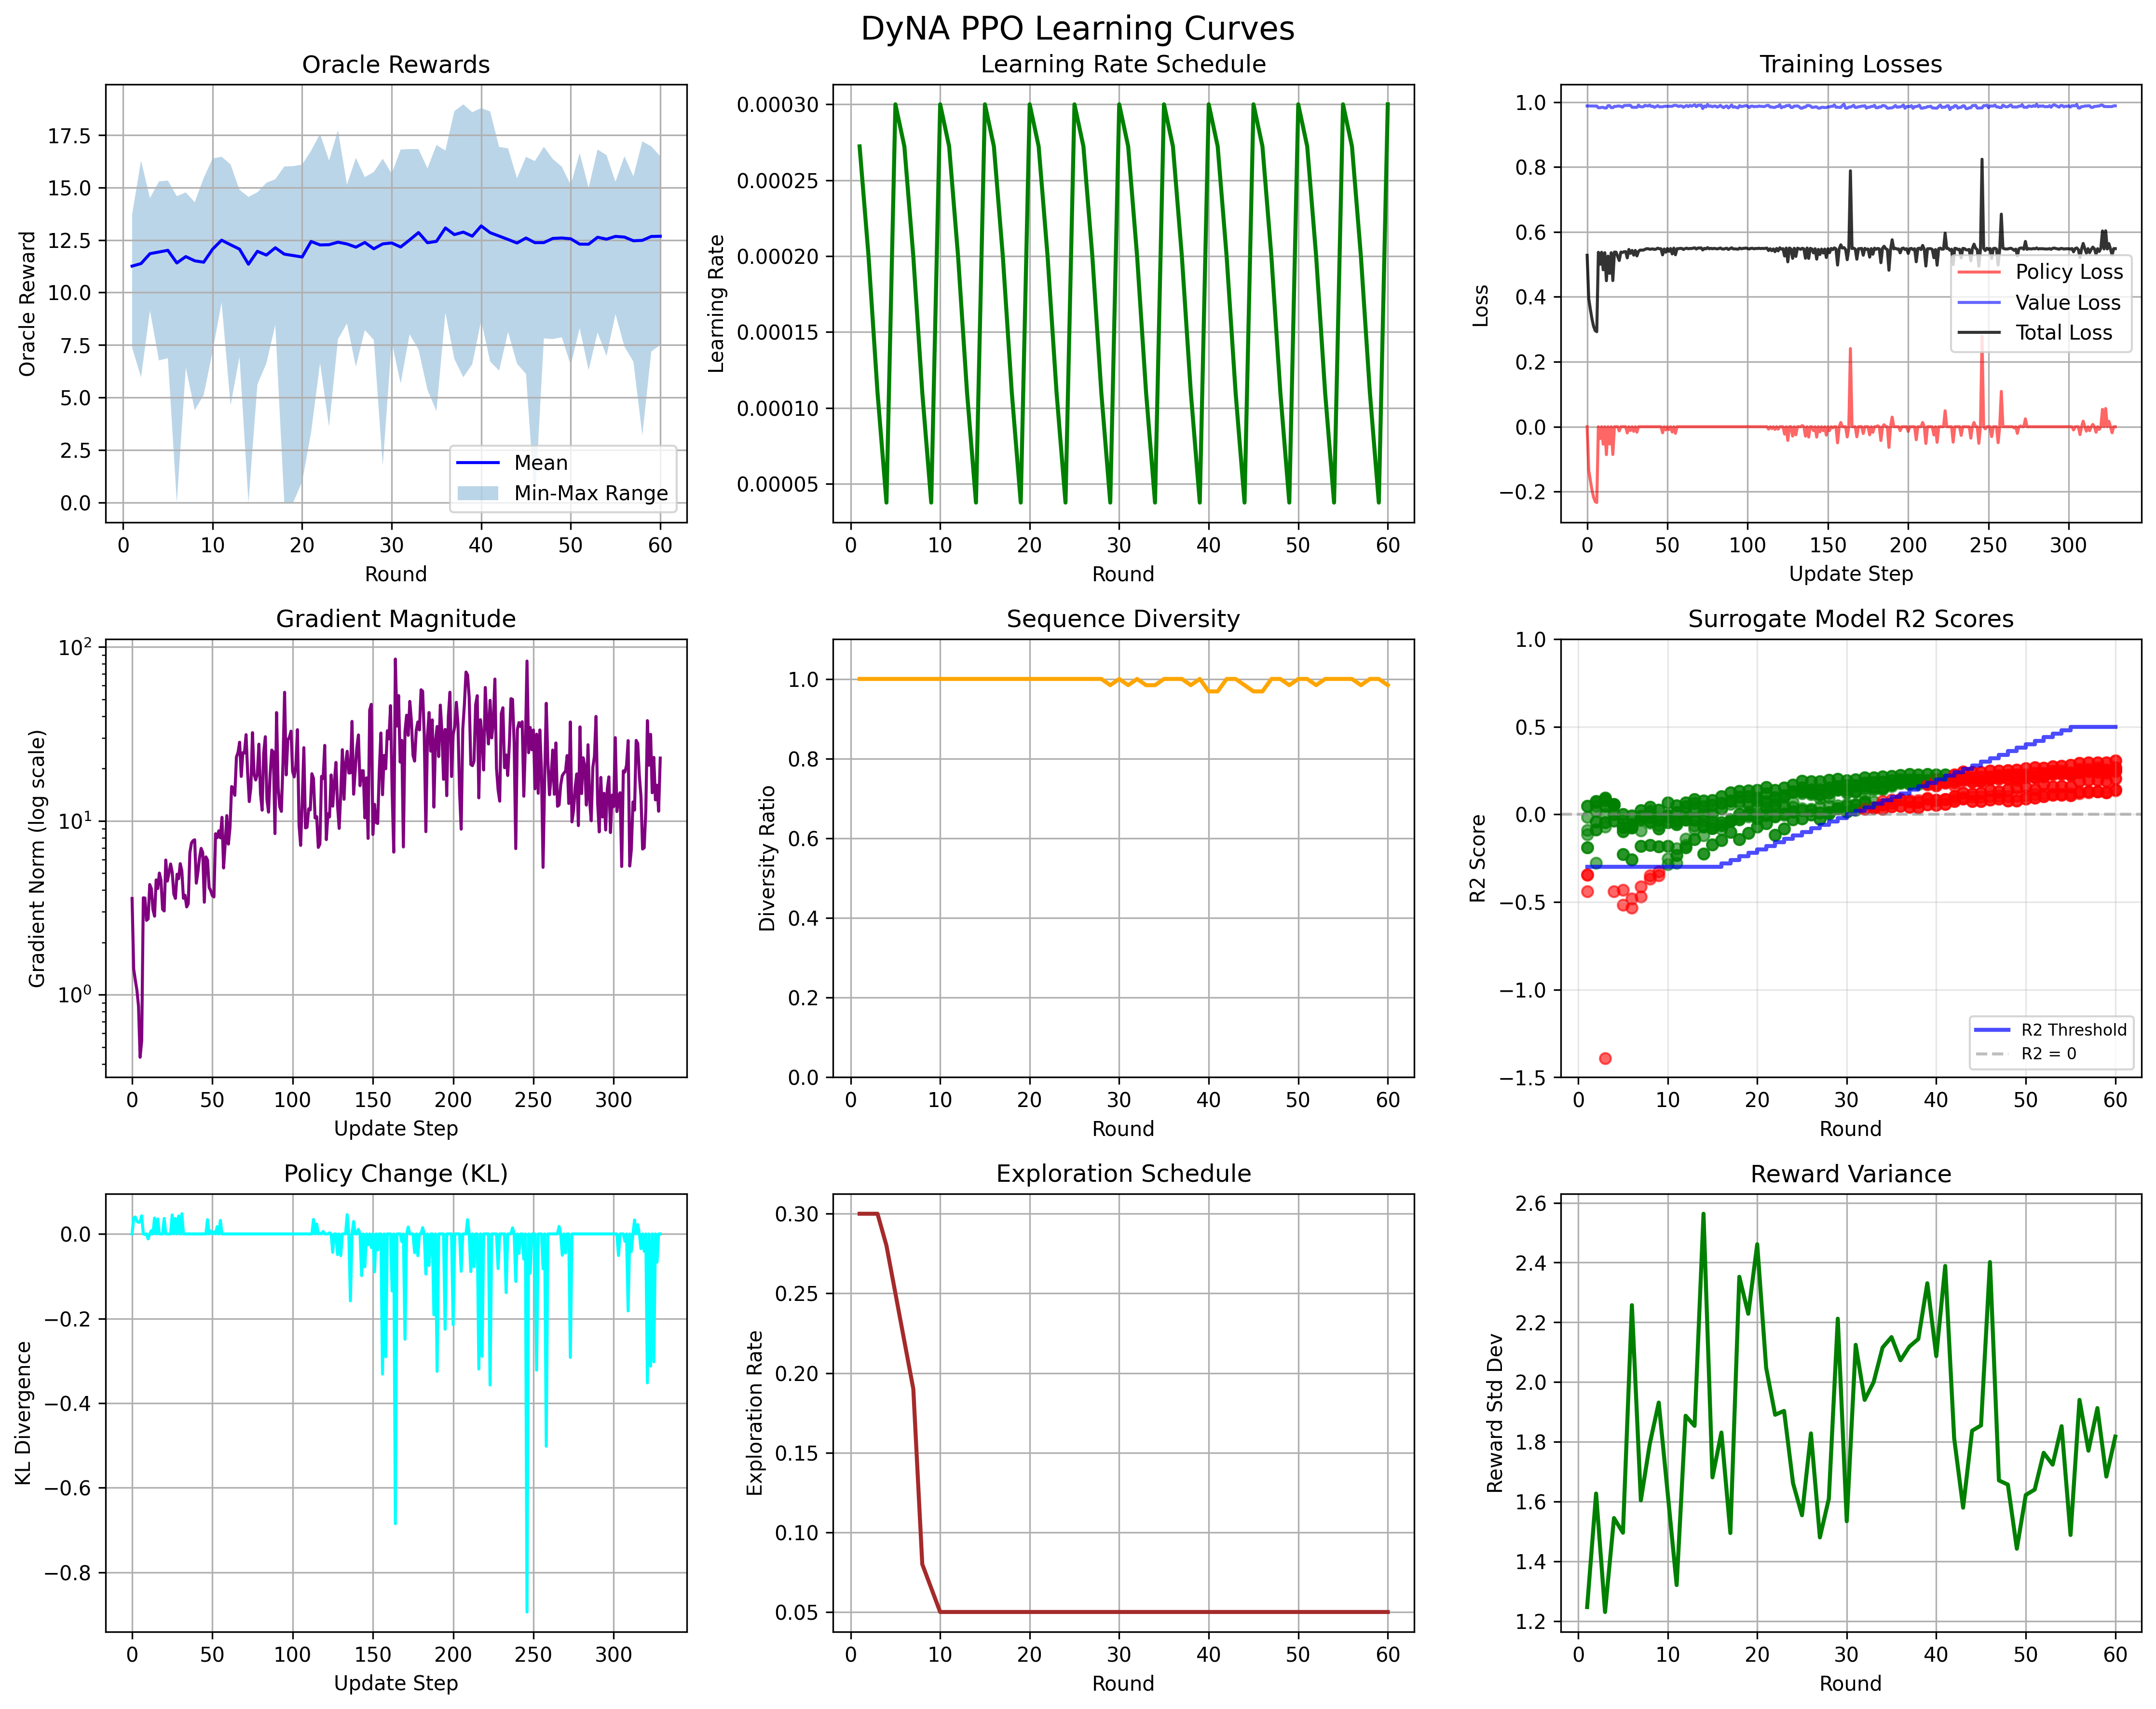 DyNA PPO Learning Curves
Oracle Rewards
Oracle Reward
17.5
15.0
12.5
10.0
7.5
5.0
2.5
0.0
Mean
Min-Max Range
0 10 20 30 40 50 60
Round
Learning Rate Schedule
Learning Rate
0.00030
0.00025
0.00020
0.00015
0.00010
0.00005
0 10 20 30 40 50 60
Round
Training Losses
Loss
1.0
0.8
0.6
0.4
0.2
0.0
−0.2
Policy Loss
Value Loss
Total Loss
0 50 100 150 200 250 300
Update Step
Gradient Magnitude
Gradient Norm (log scale)
10²
10¹
10⁰
0 50 100 150 200 250 300
Update Step
Sequence Diversity
Diversity Ratio
1.0
0.8
0.6
0.4
0.2
0.0
0 10 20 30 40 50 60
Round
Surrogate Model R2 Scores
R2 Score
1.0
0.5
0.0
−0.5
−1.0
−1.5
R2 Threshold
R2 = 0
0 10 20 30 40 50 60
Round
Policy Change (KL)
KL Divergence
0.0
−0.2
−0.4
−0.6
−0.8
0 50 100 150 200 250 300
Update Step
Exploration Schedule
Exploration Rate
0.30
0.25
0.20
0.15
0.10
0.05
0 10 20 30 40 50 60
Round
Reward Variance
Reward Std Dev
2.6
2.4
2.2
2.0
1.8
1.6
1.4
1.2
0 10 20 30 40 50 60
Round